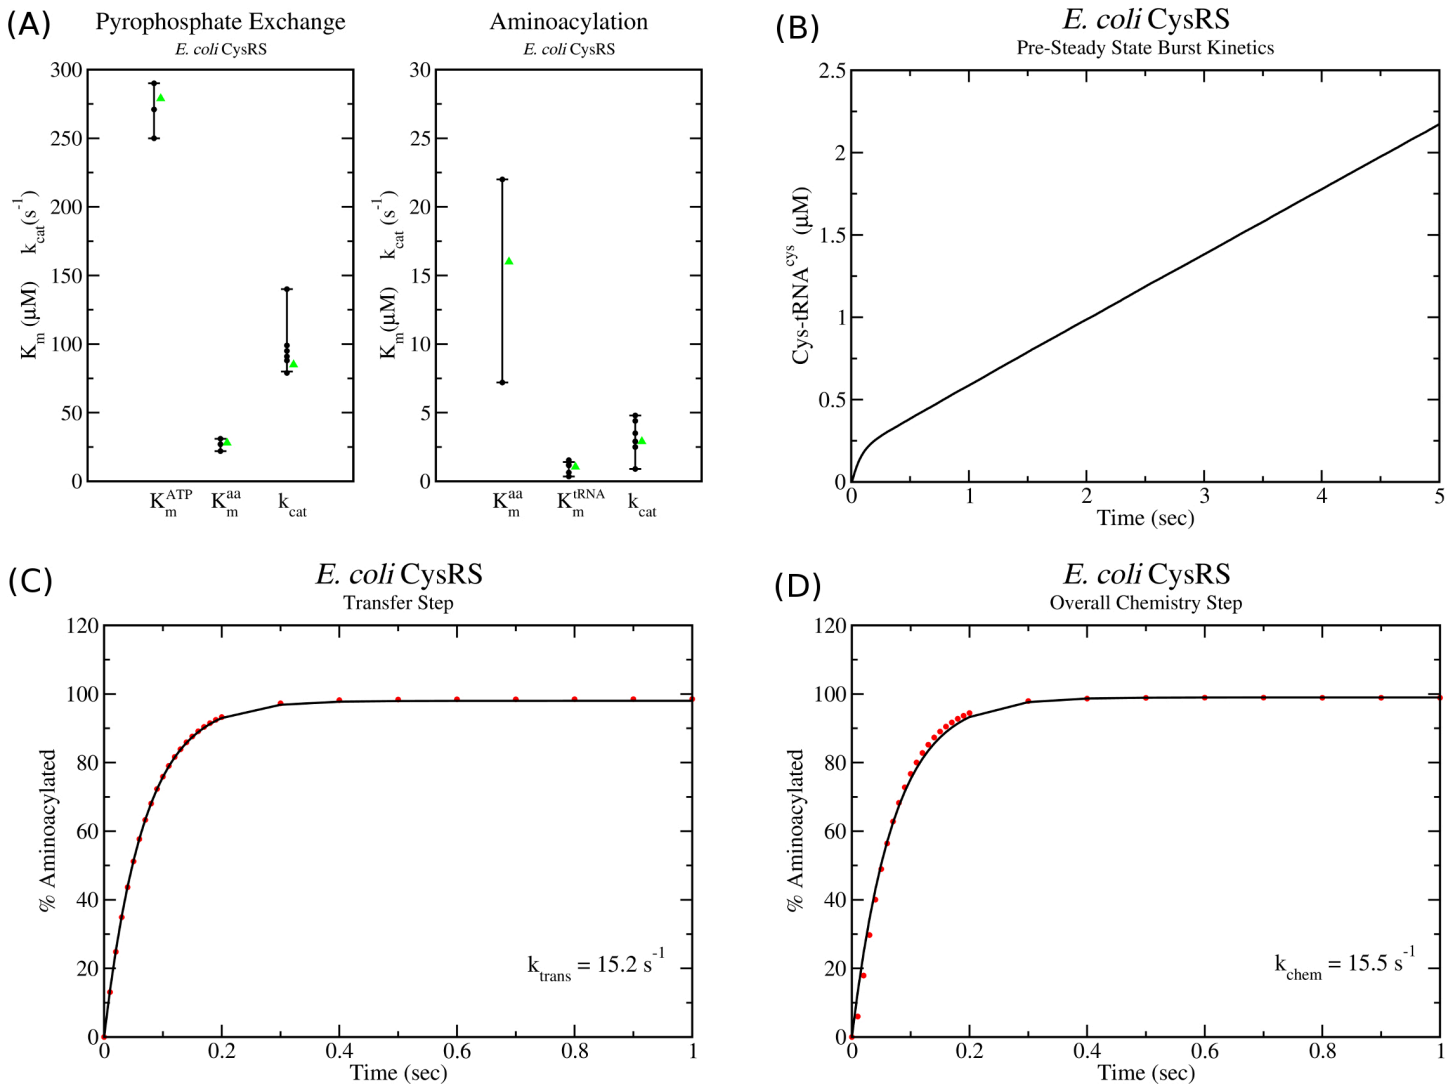 (A)
Pyrophosphate Exchange
E. coli CysRS
300
250
200
150
100
50
0
K_m (μM) k_cat (s^-1)
K_m^ATP K_m^aa k_cat
Aminoacylation
E. coli CysRS
30
25
20
15
10
5
0
K_m (μM) k_cat (s^-1)
K_m^aa K_m^tRNA k_cat
(B)
E. coli CysRS
Pre-Steady State Burst Kinetics
2.5
2
1.5
1
0.5
0
Cys-tRNA^cys (μM)
0 1 2 3 4 5
Time (sec)
(C)
E. coli CysRS
Transfer Step
120
100
80
60
40
20
0
% Aminoacylated
k_trans = 15.2 s^-1
0 0.2 0.4 0.6 0.8 1
Time (sec)
(D)
E. coli CysRS
Overall Chemistry Step
120
100
80
60
40
20
0
% Aminoacylated
k_chem = 15.5 s^-1
0 0.2 0.4 0.6 0.8 1
Time (sec)